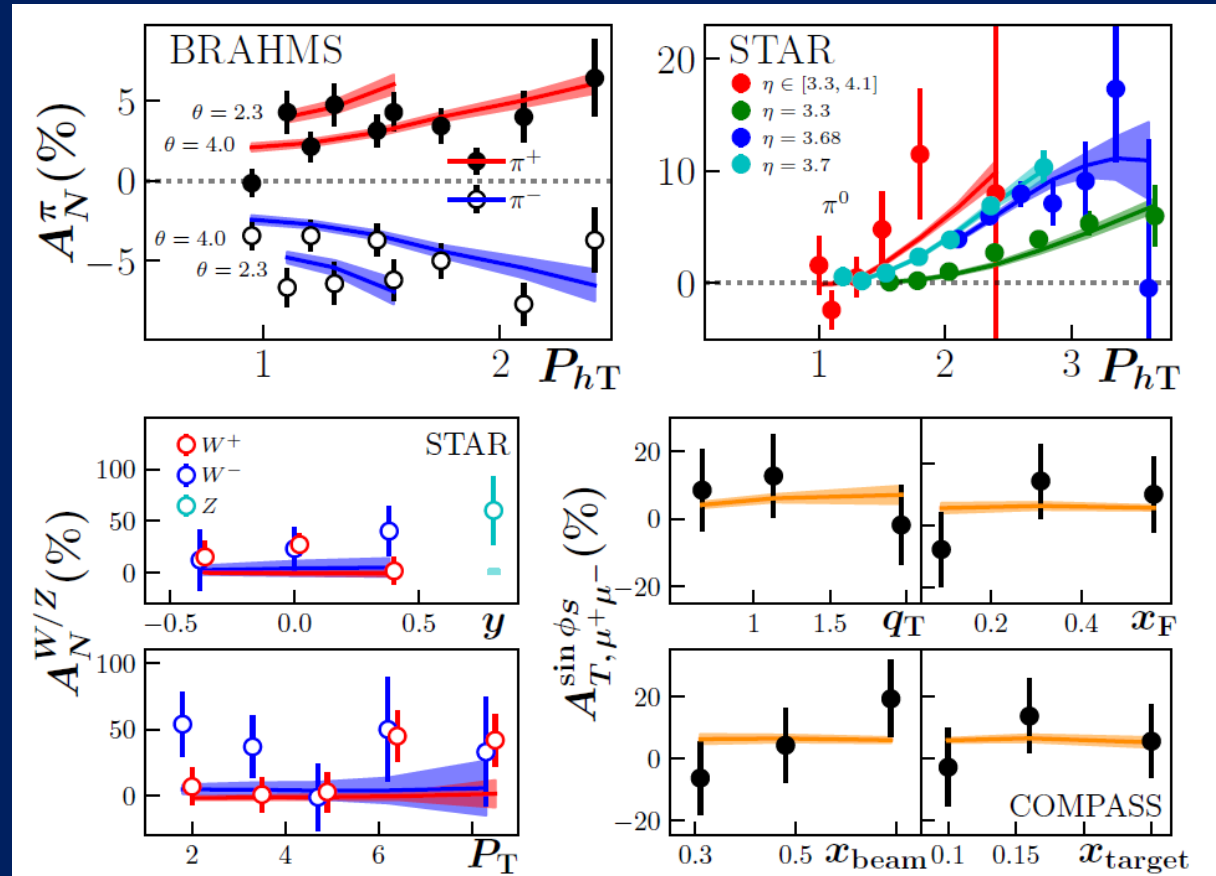 BRAHMS
A_N^π (%)
5
0
−5
θ = 2.3
θ = 4.0
π⁺
π⁻
θ = 4.0
θ = 2.3
1
2
P_hT
STAR
20
10
0
η ∈ [3.3, 4.1]
η = 3.3
η = 3.68
η = 3.7
π⁰
1
2
3
P_hT
A_N^{W/Z} (%)
W⁺
W⁻
Z
STAR
100
50
0
−0.5
0.0
0.5
y
100
50
0
2
4
6
P_T
A_{T, μ⁺μ⁻}^{sin ϕ_S} (%)
20
0
−20
1
1.5
q_T
0.2
0.4
x_F
20
0
−20
0.3
0.5
x_beam
COMPASS
0.1
0.15
x_target